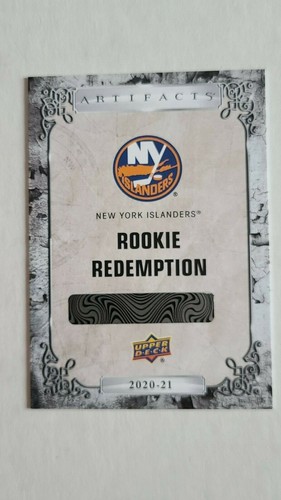 ARTIFACTS
NY
ISLANDERS
®
NEW YORK ISLANDERS®
ROOKIE
REDEMPTION
UPPER
DECK
®
2020-21